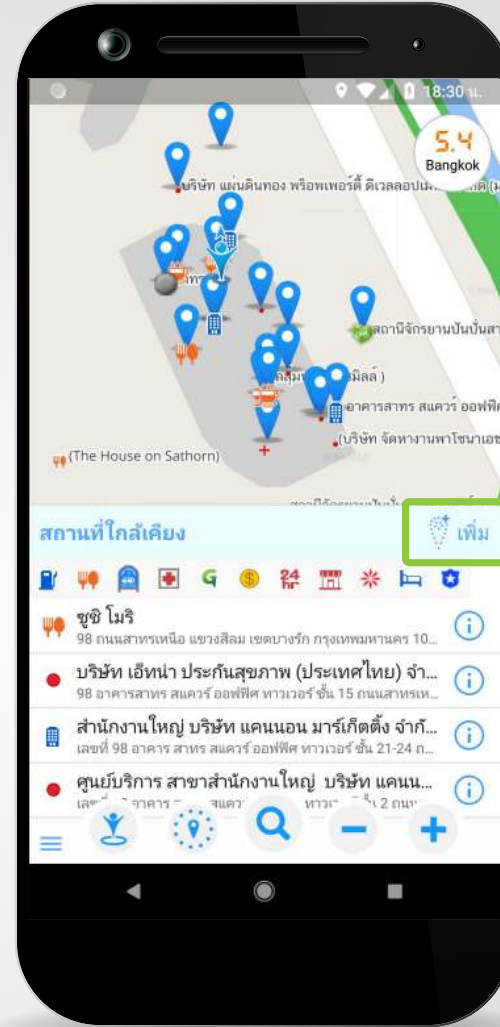 18:30 น.
5.4
Bangkok
บริษัท แผ่นดินทอง พร็อพเพอร์ตี้
สถานีจักรยานปันปั่นสา
มิลล์ )
อาคารสาทร สแควร์ ออฟฟิศ
(บริษัท จัดหางานพาโซนาเอช
(The House on Sathorn)
สถานที่ใกล้เคียง
เพิ่ม
24
hr
ซูชิ โมริ
98 ถนนสาทรเหนือ แขวงสีลม เขตบางรัก กรุงเทพมหานคร 10...
บริษัท เอ็ทน่า ประกันสุขภาพ (ประเทศไทย) จำ...
98 อาคารสาทร สแควร์ ออฟฟิศ ทาวเวอร์ ชั้น 15 ถนนสาทรเห...
สำนักงานใหญ่ บริษัท แคนนอน มาร์เก็ตติ้ง จำกั...
เลขที่ 98 อาคาร สาทร สแควร์ ออฟฟิศ ทาวเวอร์ ชั้น 21-24 ถ...
ศูนย์บริการ สาขาสำนักงานใหญ่ บริษัท แคนน...
อาคาร ชั้น 2 ถนน